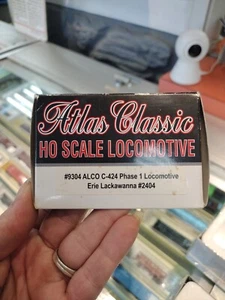 Atlas Classic
HO SCALE LOCOMOTIVE
#9304 ALCO C-424 Phase 1 Locomotive
Erie Lackawanna #2404